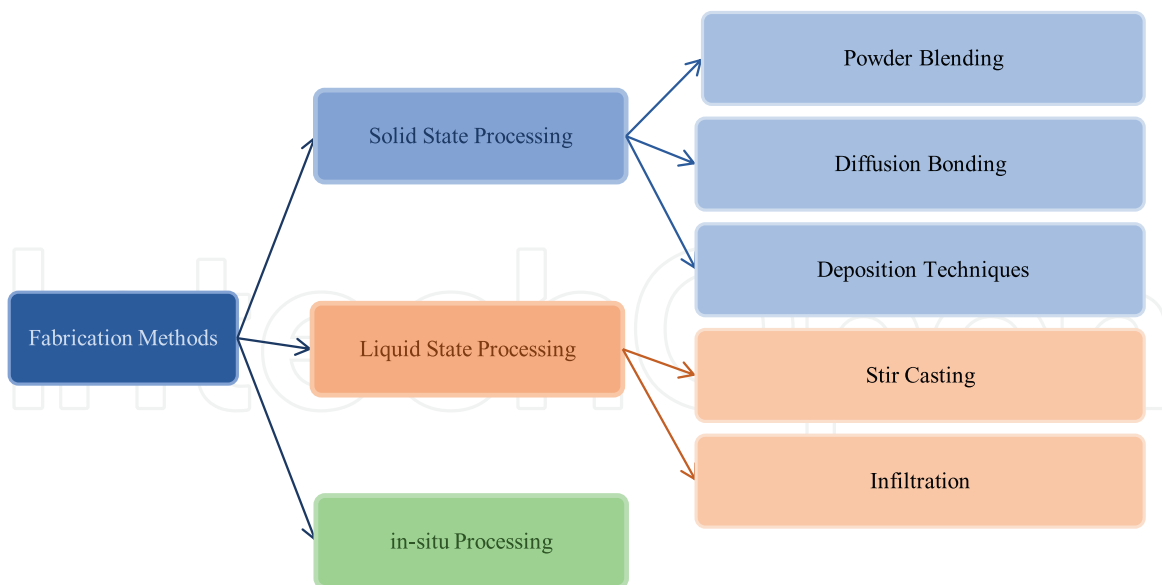 Fabrication Methods
Solid State Processing
Powder Blending
Diffusion Bonding
Deposition Techniques
Liquid State Processing
Stir Casting
Infiltration
in-situ Processing